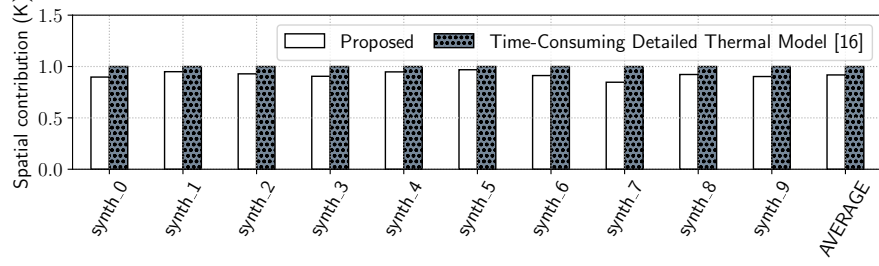 Spatial contribution (K)
1.5
1.0
0.5
0.0
Proposed
Time-Consuming Detailed Thermal Model [16]
synth_0
synth_1
synth_2
synth_3
synth_4
synth_5
synth_6
synth_7
synth_8
synth_9
AVERAGE